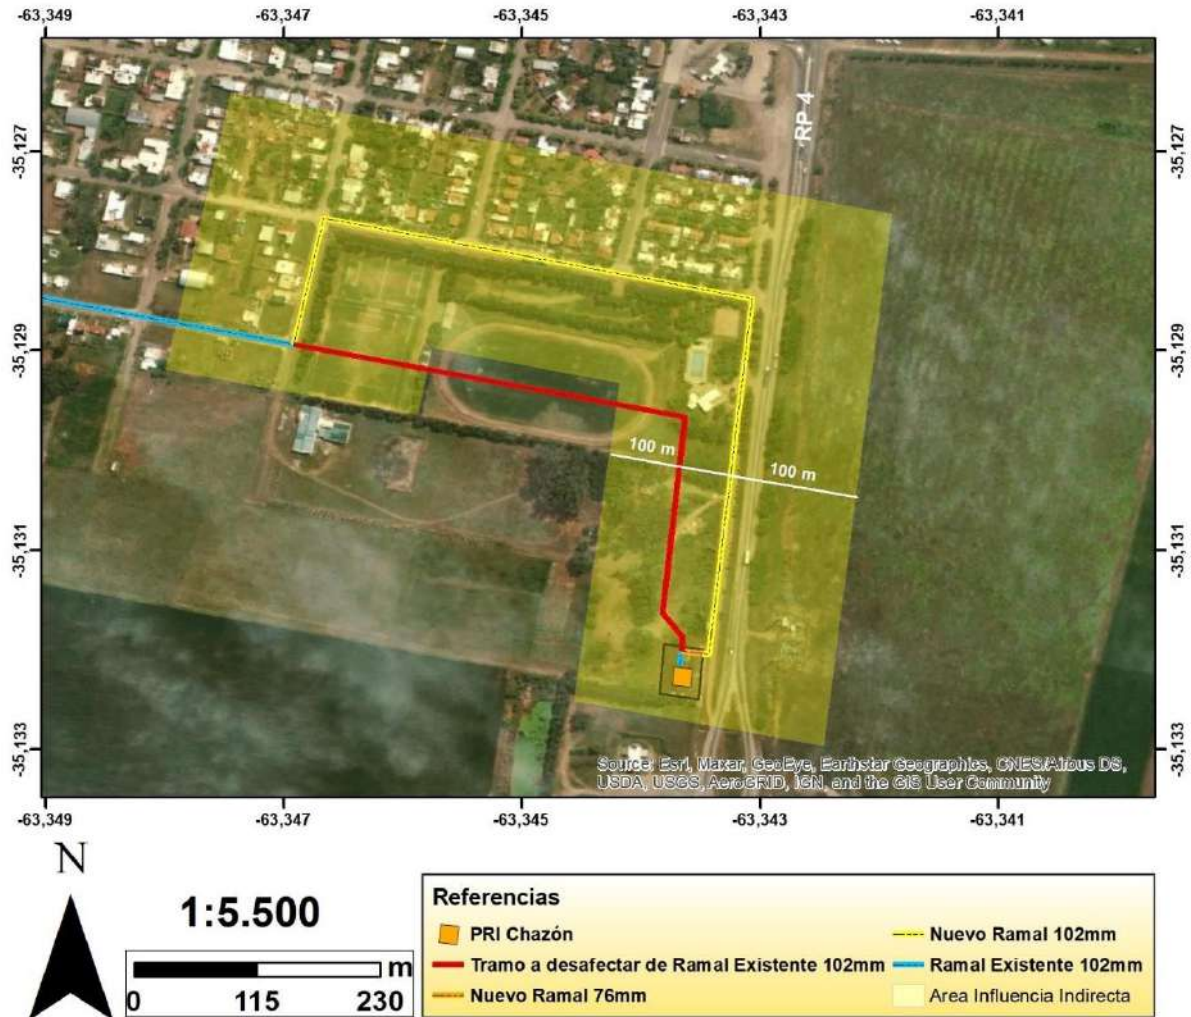 -63,349 -63,347 -63,345 -63,343 -63,341
-35,127
-35,127
RP 4
-35,129
-35,129
100 m
100 m
-35,131
-35,131
-35,133
-35,133
Source: Esri, Maxar, GeoEye, Earthstar Geographics, CNES/Airbus DS,
USDA, USGS, AeroGRID, IGN, and the GIS User Community
-63,349 -63,347 -63,345 -63,343 -63,341
N
1:5.500
m
0 115 230
Referencias
PRI Chazón
Tramo a desafectar de Ramal Existente 102mm
Nuevo Ramal 76mm
Nuevo Ramal 102mm
Ramal Existente 102mm
Area Influencia Indirecta